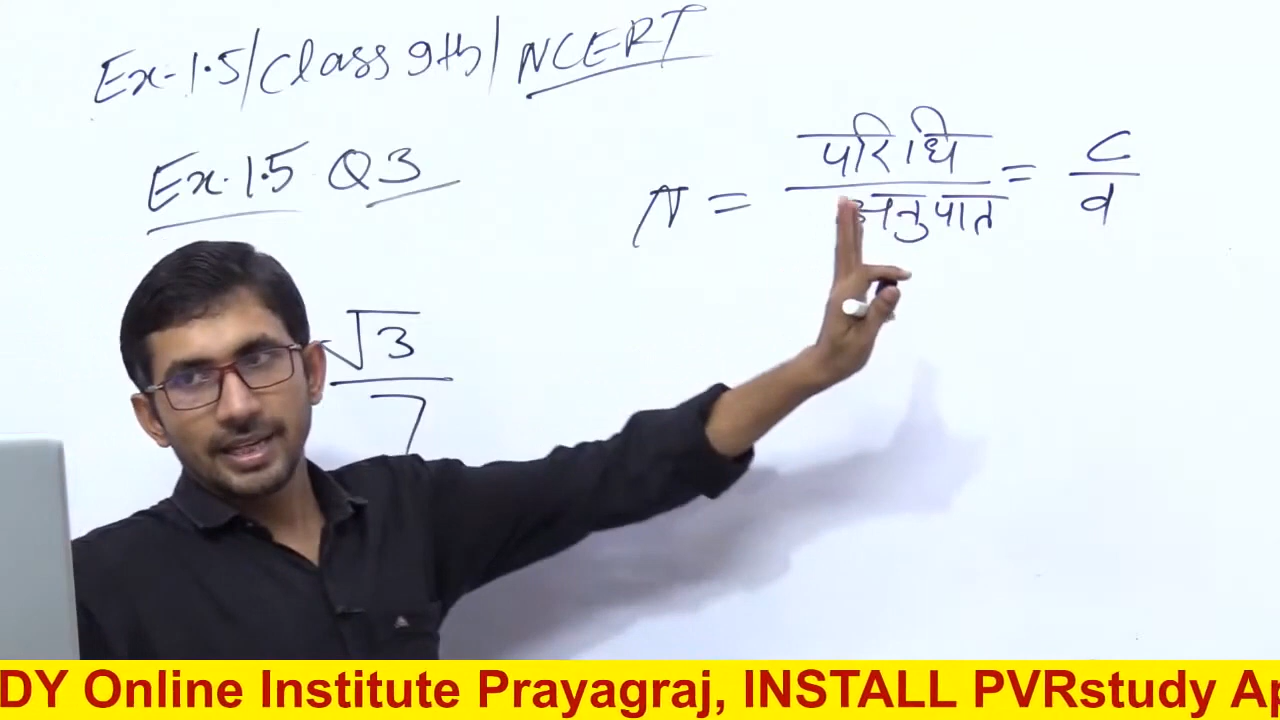 Ex-1.5/Class 9th/NCERT
Ex.1.5 Q3
π = परिधि / अनुपात = C / d
√3 / 7
DY Online Institute Prayagraj, INSTALL PVRstudy Ap